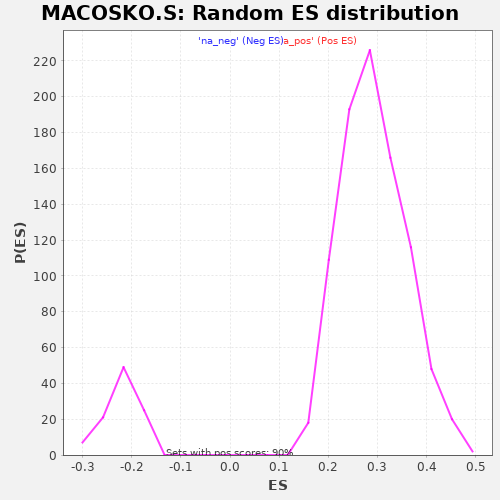 MACOSKO.S: Random ES distribution
'na_neg' (Neg ES)a_pos' (Pos ES)
P(ES)
220
200
180
160
140
120
100
80
60
40
20
0
Sets with pos scores: 90%
-0.3 -0.2 -0.1 0.0 0.1 0.2 0.3 0.4 0.5
ES